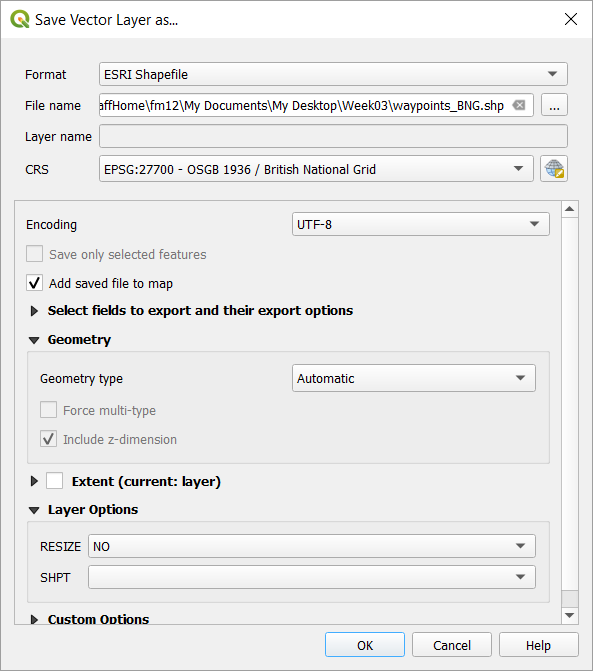 Save Vector Layer as...
Format ESRI Shapefile
File name affHome\fm12\My Documents\My Desktop\Week03\waypoints_BNG.shp ...
Layer name
CRS EPSG:27700 - OSGB 1936 / British National Grid
Encoding UTF-8
Save only selected features
Add saved file to map
Select fields to export and their export options
Geometry
Geometry type Automatic
Force multi-type
Include z-dimension
Extent (current: layer)
Layer Options
RESIZE NO
SHPT
Custom Options
OK Cancel Help